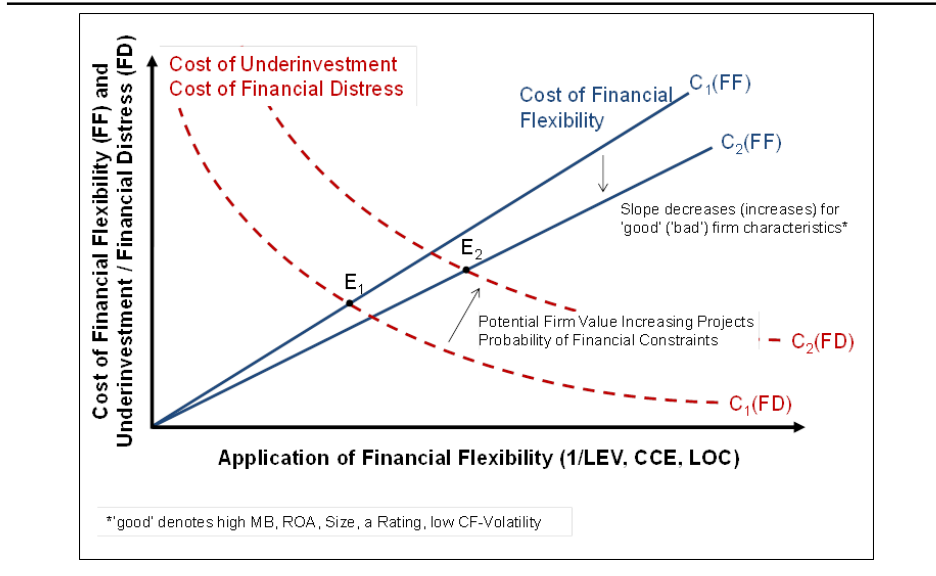 Cost of Financial Flexibility (FF) and
Underinvestment / Financial Distress (FD)
Cost of Underinvestment
Cost of Financial Distress
Cost of Financial
Flexibility
C1(FF)
C2(FF)
Slope decreases (increases) for
'good' ('bad') firm characteristics*
E2
E1
Potential Firm Value Increasing Projects
Probability of Financial Constraints
C2(FD)
C1(FD)
Application of Financial Flexibility (1/LEV, CCE, LOC)
*'good' denotes high MB, ROA, Size, a Rating, low CF-Volatility